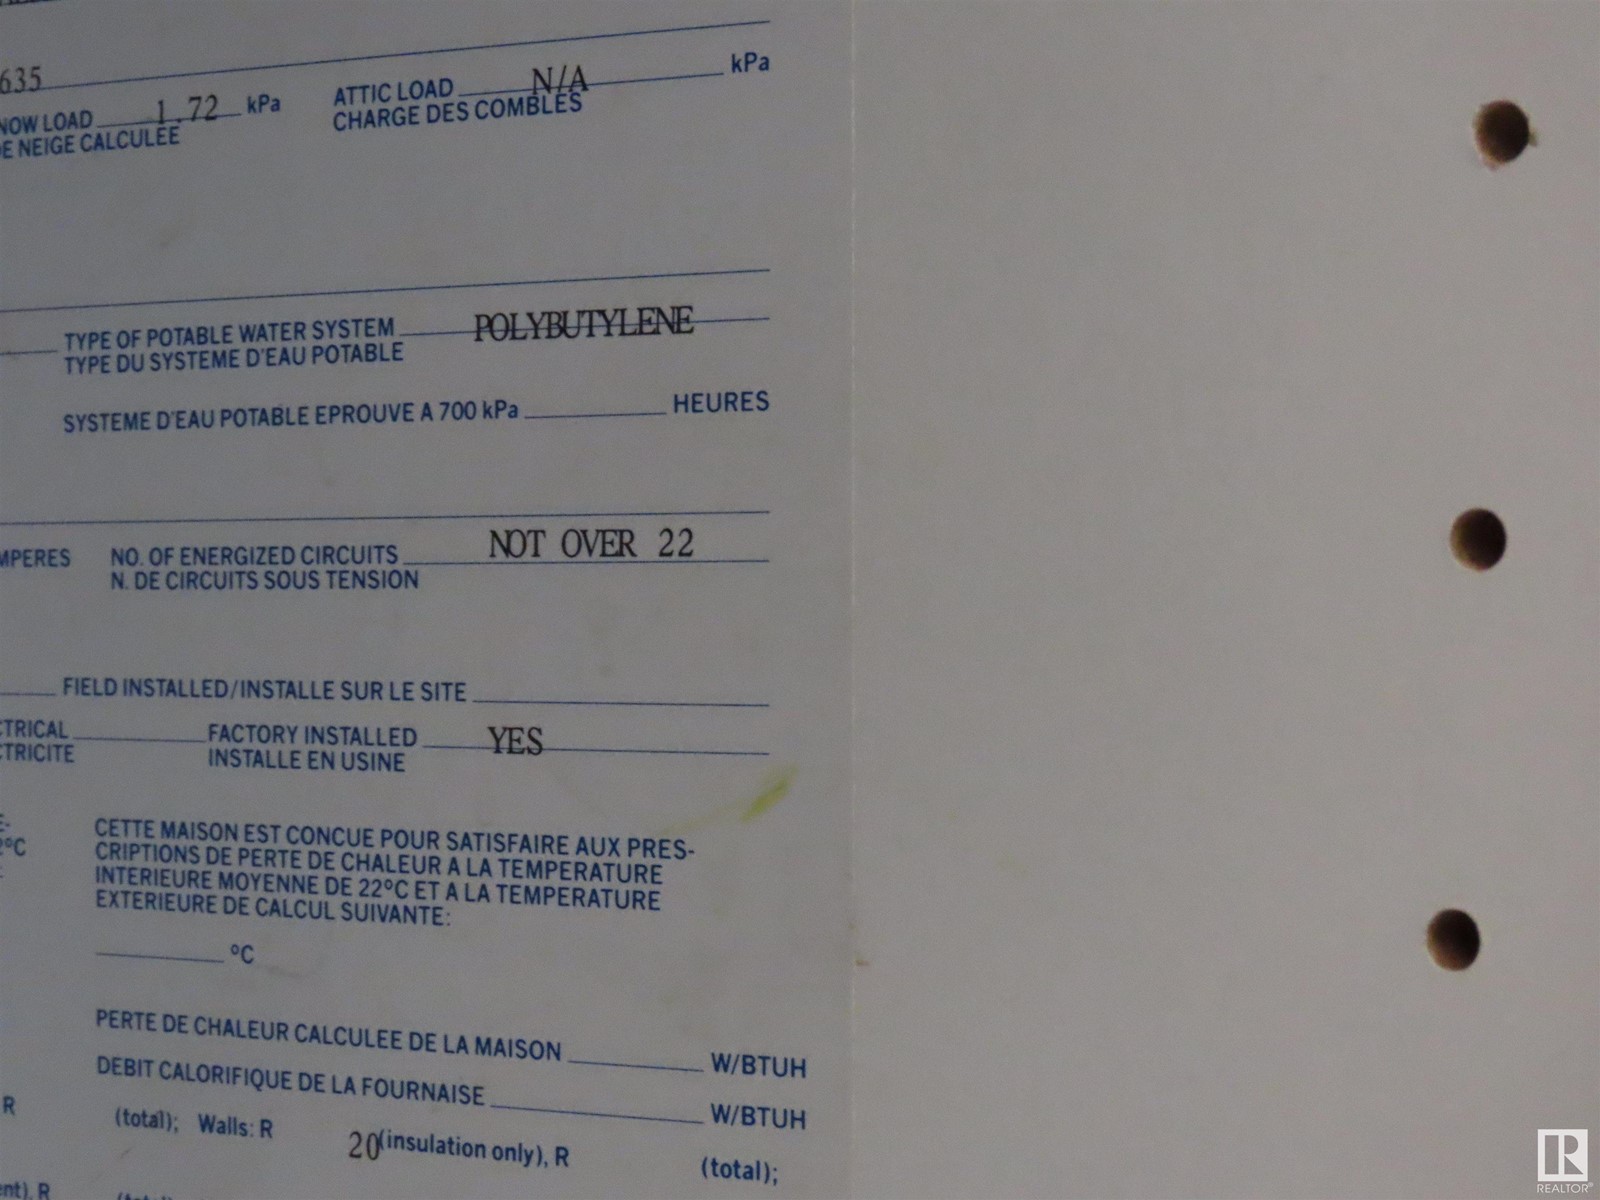 635
NOW LOAD 1.72 kPa ATTIC LOAD N/A kPa
E NEIGE CALCULEE CHARGE DES COMBLES
TYPE OF POTABLE WATER SYSTEM POLYBUTYLENE
TYPE DU SYSTEME D'EAU POTABLE
SYSTEME D'EAU POTABLE EPROUVE A 700 kPa HEURES
MPERES NO. OF ENERGIZED CIRCUITS NOT OVER 22
N. DE CIRCUITS SOUS TENSION
FIELD INSTALLED/INSTALLE SUR LE SITE
CTRICAL FACTORY INSTALLED YES
CTRICITE INSTALLE EN USINE
E- CETTE MAISON EST CONCUE POUR SATISFAIRE AUX PRES-
2°C CRIPTIONS DE PERTE DE CHALEUR A LA TEMPERATURE
INTERIEURE MOYENNE DE 22°C ET A LA TEMPERATURE
EXTERIEURE DE CALCUL SUIVANTE:
°C
PERTE DE CHALEUR CALCULEE DE LA MAISON W/BTUH
DEBIT CALORIFIQUE DE LA FOURNAISE W/BTUH
R (total); Walls: R 20 (insulation only), R (total);
nt), R
REALTOR®